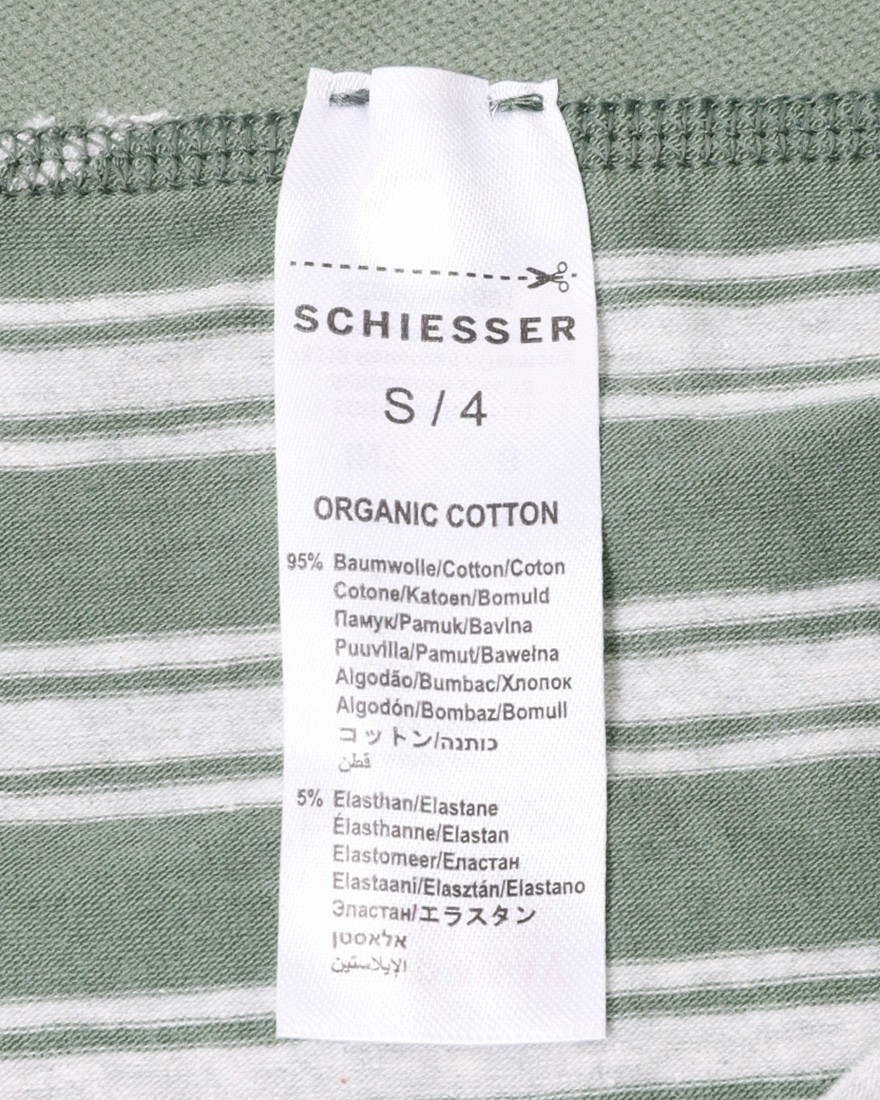 SCHIESSER
S / 4
ORGANIC COTTON
95% Baumwolle/Cotton/Coton
Cotone/Katoen/Bomuld
Памук/Pamuk/Bavlna
Puuvilla/Pamut/Bawełna
Algodão/Bumbac/Хлопок
Algodón/Bombaz/Bomull
コットン/כותנה
قطن
5% Elasthan/Elastane
Élasthanne/Elastan
Elastomeer/Еластан
Elastaani/Elasztán/Elastano
Эластан/エラスタン
אלאסטן
الإيلاستين